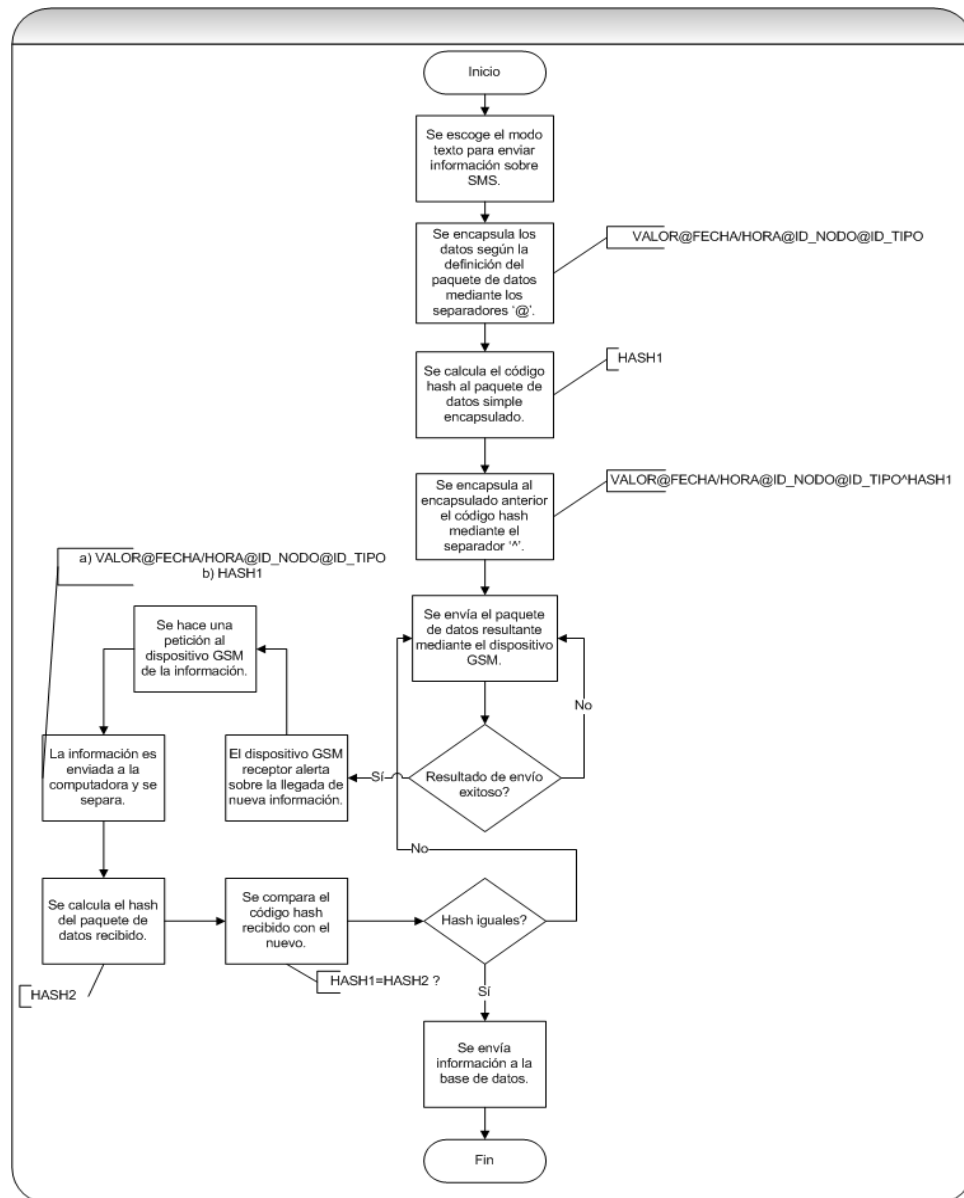 Inicio
Se escoge el modo
texto para enviar
información sobre
SMS.
Se encapsula los
datos según la
definición del
paquete de datos
mediante los
separadores ‘@’.
VALOR@FECHA/HORA@ID_NODO@ID_TIPO
Se calcula el código
hash al paquete de
datos simple
encapsulado.
HASH1
Se encapsula al
encapsulado anterior
el código hash
mediante el
separador ‘^’.
VALOR@FECHA/HORA@ID_NODO@ID_TIPO^HASH1
a) VALOR@FECHA/HORA@ID_NODO@ID_TIPO
b) HASH1
Se envía el paquete
de datos resultante
mediante el dispositivo
GSM.
No
Resultado de envío
exitoso?
Sí
El dispositivo GSM
receptor alerta
sobre la llegada de
nueva información.
Se hace una
petición al
dispositivo GSM
de la información.
La información es
enviada a la
computadora y se
separa.
Se calcula el hash
del paquete de
datos recibido.
HASH2
Se compara el
código hash
recibido con el
nuevo.
HASH1=HASH2 ?
Hash iguales?
No
Sí
Se envía
información a la
base de datos.
Fin